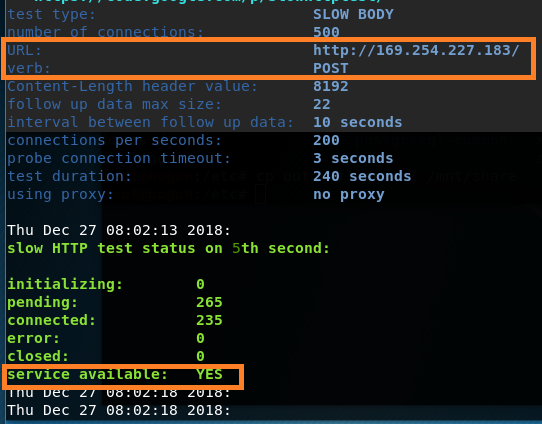 test type: SLOW BODY
number of connections: 500
URL: http://169.254.227.183/
verb: POST
Content-Length header value: 8192
follow up data max size: 22
interval between follow up data: 10 seconds
connections per seconds: 200
probe connection timeout: 3 seconds
test duration: 240 seconds
using proxy: no proxy
Thu Dec 27 08:02:13 2018:
slow HTTP test status on 5th second:
initializing: 0
pending: 265
connected: 235
error: 0
closed: 0
service available: YES
Thu Dec 27 08:02:18 2018:
Thu Dec 27 08:02:18 2018: